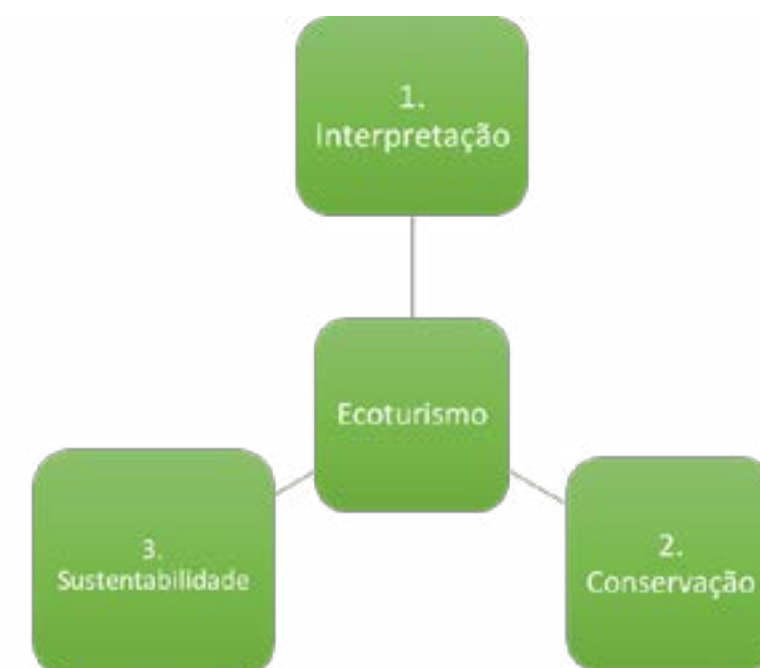 1.
Interpretação
Ecoturismo
3.
Sustentabilidade
2.
Conservação